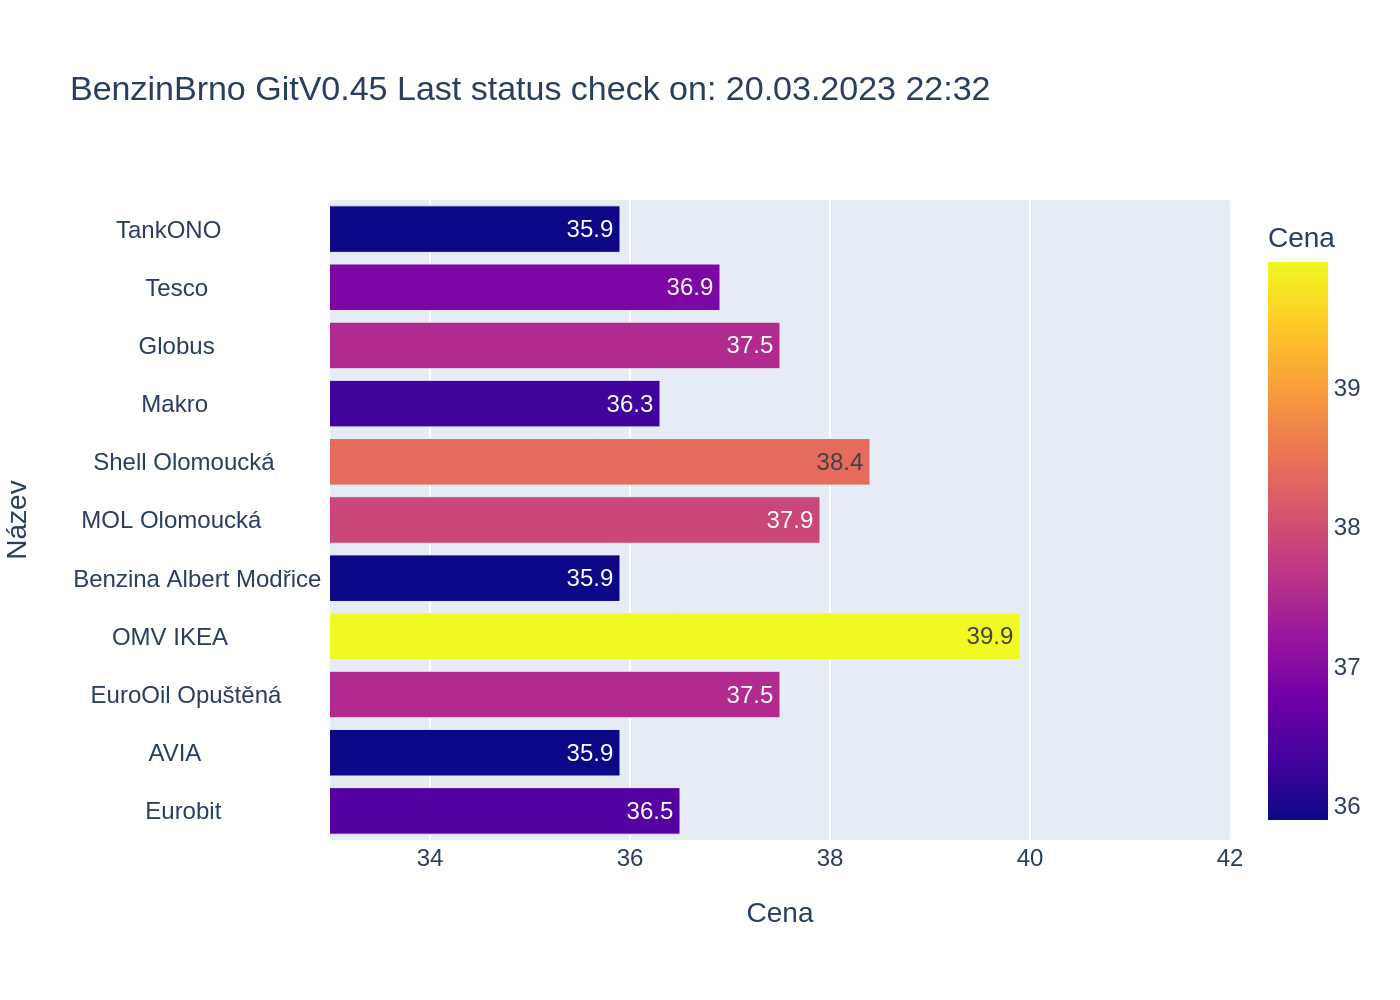 BenzinBrno GitV0.45 Last status check on: 20.03.2023 22:32
TankONO 35.9
Tesco 36.9
Globus 37.5
Makro 36.3
Shell Olomoucká 38.4
MOL Olomoucká 37.9
Benzina Albert Modřice 35.9
OMV IKEA 39.9
EuroOil Opuštěná 37.5
AVIA 35.9
Eurobit 36.5
Název
34 36 38 40 42
Cena
Cena
39
38
37
36